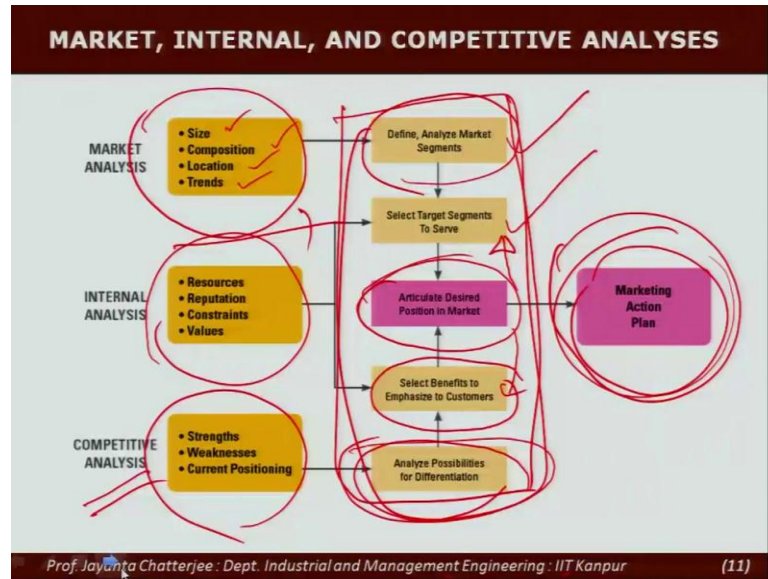 MARKET, INTERNAL, AND COMPETITIVE ANALYSES
MARKET
ANALYSIS
• Size
• Composition
• Location
• Trends
Define, Analyze Market
Segments
Select Target Segments
To Serve
INTERNAL
ANALYSIS
• Resources
• Reputation
• Constraints
• Values
Articulate Desired
Position in Market
Marketing
Action
Plan
Select Benefits to
Emphasize to Customers
COMPETITIVE
ANALYSIS
• Strengths
• Weaknesses
• Current Positioning
Analyze Possibilities
for Differentiation
Prof. Jayanta Chatterjee : Dept. Industrial and Management Engineering : IIT Kanpur
(11)